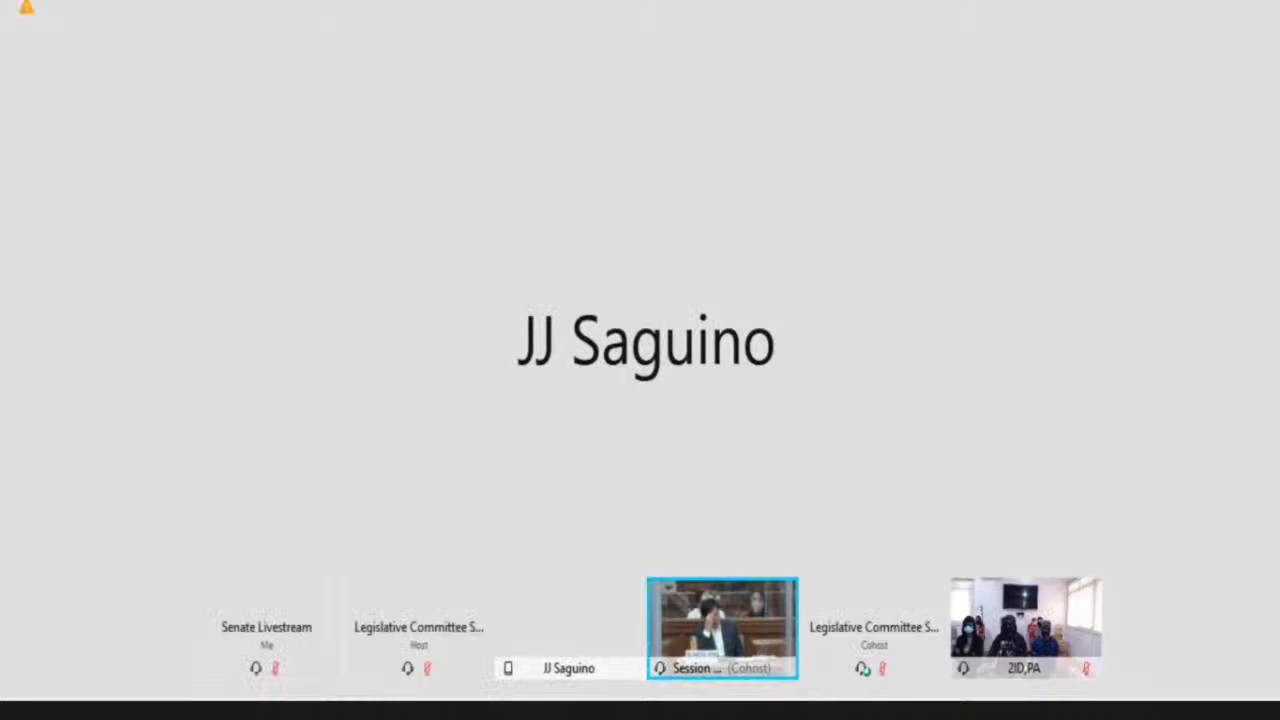 JJ Saguino
Senate Livestream
Me
Legislative Committee S...
Host
JJ Saguino
Session ... (Cohost)
Legislative Committee S...
Cohost
2ID,PA